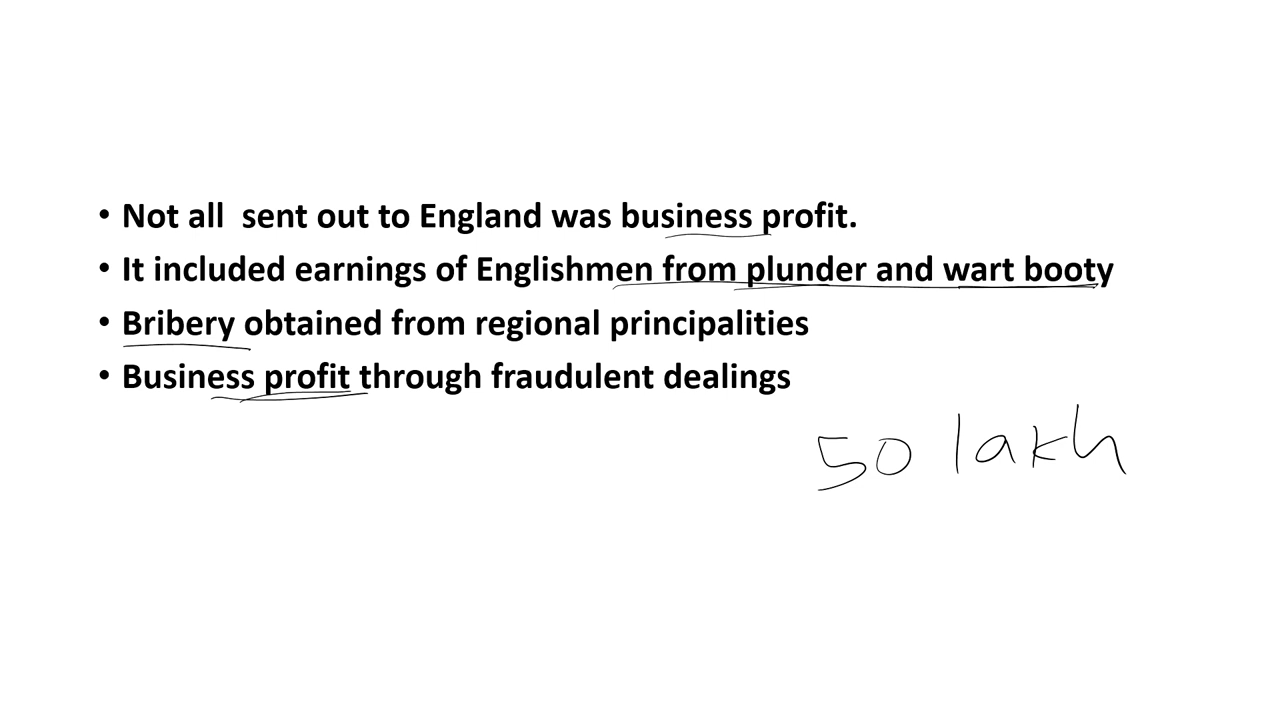 • Not all  sent out to England was business profit.
• It included earnings of Englishmen from plunder and wart booty
• Bribery obtained from regional principalities
• Business profit through fraudulent dealings
50 lakh